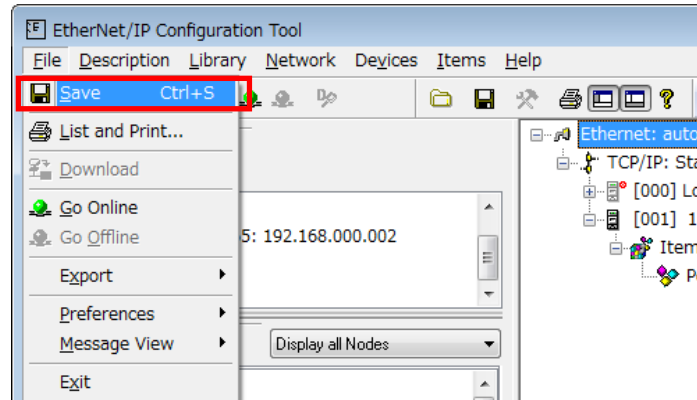 EtherNet/IP Configuration Tool
File Description Library Network Devices Items Help
Save Ctrl+S
List and Print...
Download
Go Online
Go Offline
Export
Preferences
Message View
Exit
5: 192.168.000.002
Display all Nodes
Ethernet: auto
TCP/IP: Sta
[000] Lo
[001] 1
Item
P